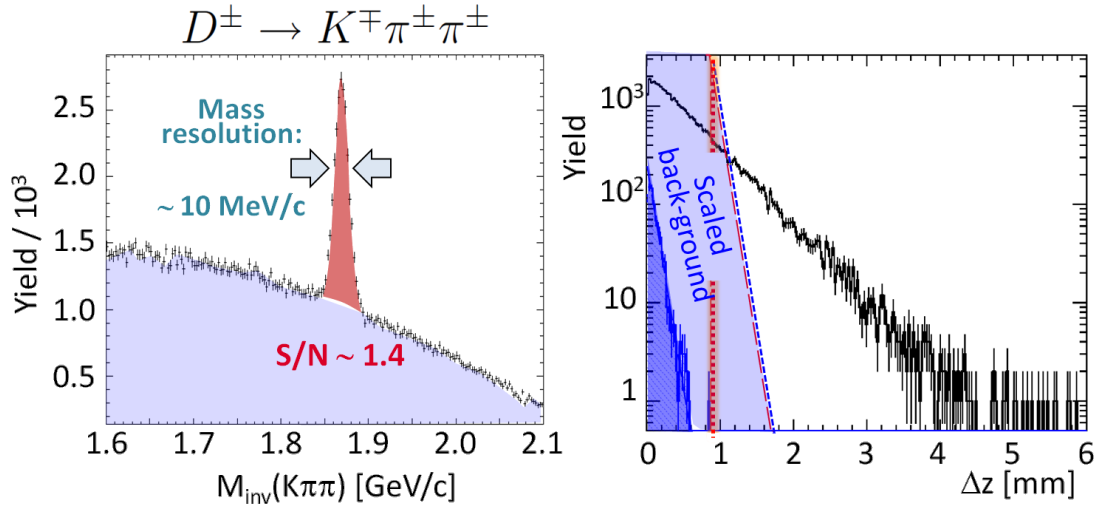 D± → K∓π±π±
Mass
resolution:
~ 10 MeV/c
S/N ~ 1.4
Yield / 10³
2.5
2.0
1.5
1.0
0.5
1.6
1.7
1.8
1.9
2.0
2.1
M_inv(Kππ) [GeV/c]
Yield
10³
10²
10
1
Scaled
back-ground
0
1
2
3
4
5
6
Δz [mm]